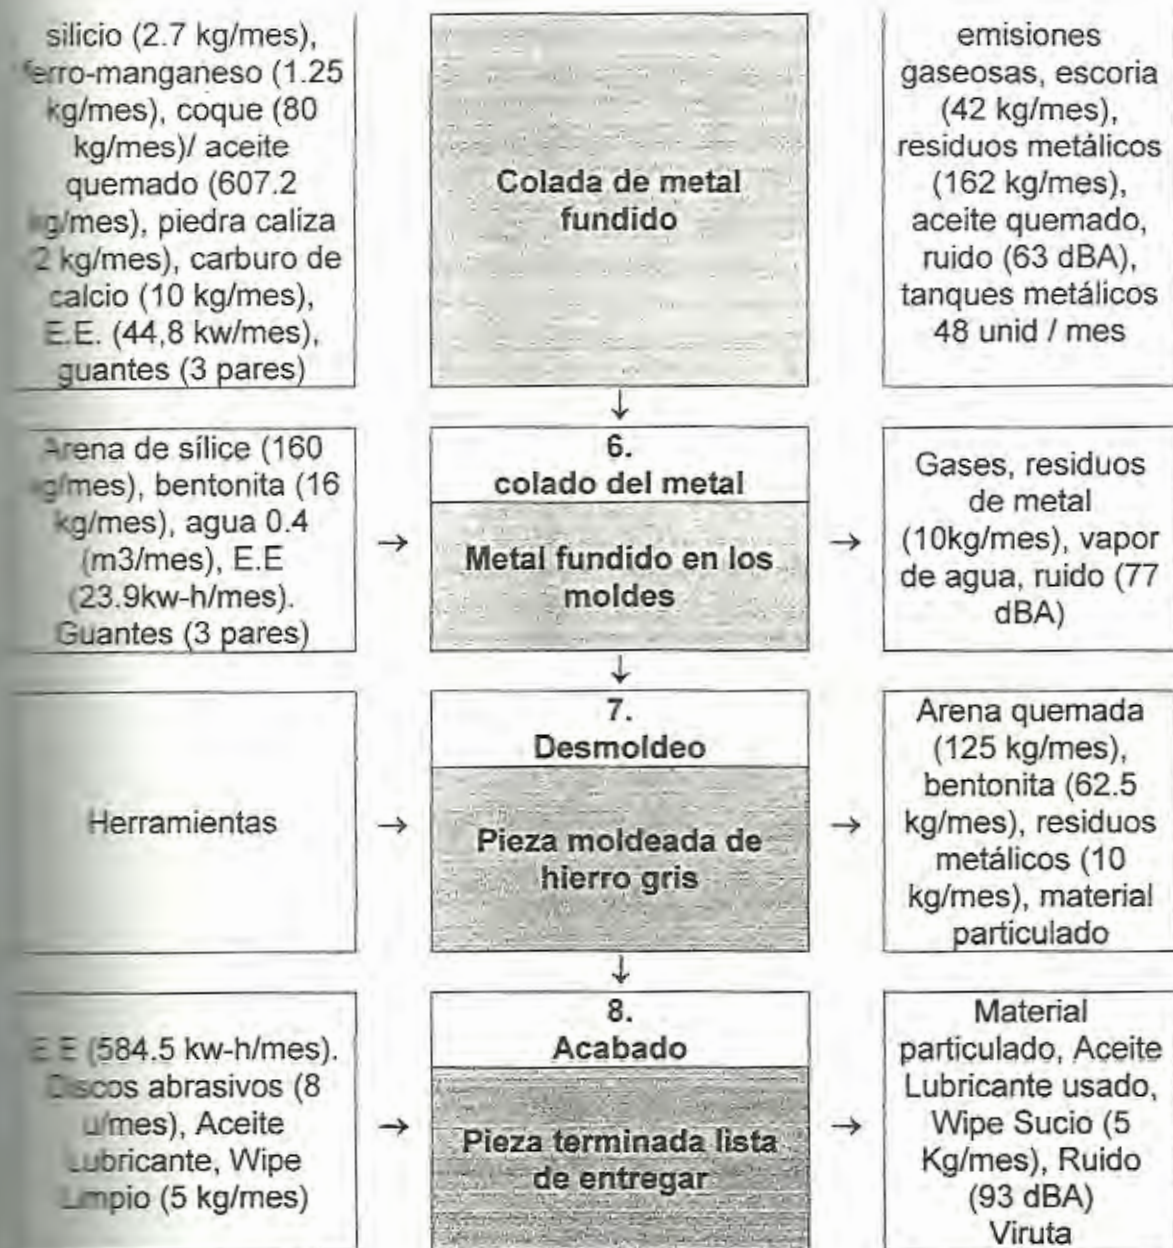 silicio (2.7 kg/mes),
ferro-manganeso (1.25
kg/mes), coque (80
kg/mes)/ aceite
quemado (607.2
kg/mes), piedra caliza
2 kg/mes), carburo de
calcio (10 kg/mes),
E.E. (44,8 kw/mes),
guantes (3 pares)
Colada de metal
fundido
emisiones
gaseosas, escoria
(42 kg/mes),
residuos metálicos
(162 kg/mes),
aceite quemado,
ruido (63 dBA),
tanques metálicos
48 unid / mes
↓
Arena de sílice (160
kg/mes), bentonita (16
kg/mes), agua 0.4
(m3/mes), E.E
(23.9kw-h/mes).
Guantes (3 pares)
→
6.
colado del metal
Metal fundido en los
moldes
→
Gases, residuos
de metal
(10kg/mes), vapor
de agua, ruido (77
dBA)
↓
Herramientas
→
7.
Desmoldeo
Pieza moldeada de
hierro gris
→
Arena quemada
(125 kg/mes),
bentonita (62.5
kg/mes), residuos
metálicos (10
kg/mes), material
particulado
↓
E E (584.5 kw-h/mes).
Discos abrasivos (8
u/mes), Aceite
Lubricante, Wipe
Limpio (5 kg/mes)
→
8.
Acabado
Pieza terminada lista
de entregar
→
Material
particulado, Aceite
Lubricante usado,
Wipe Sucio (5
Kg/mes), Ruido
(93 dBA)
Viruta